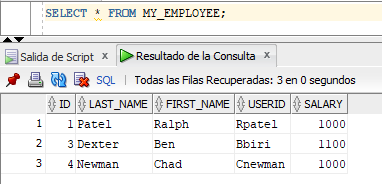 SELECT * FROM MY_EMPLOYEE;
Salida de Script
Resultado de la Consulta
SQL | Todas las Filas Recuperadas: 3 en 0 segundos
ID LAST_NAME FIRST_NAME USERID SALARY
1 1 Patel Ralph Rpatel 1000
2 3 Dexter Ben Bbiri 1100
3 4 Newman Chad Cnewman 1000